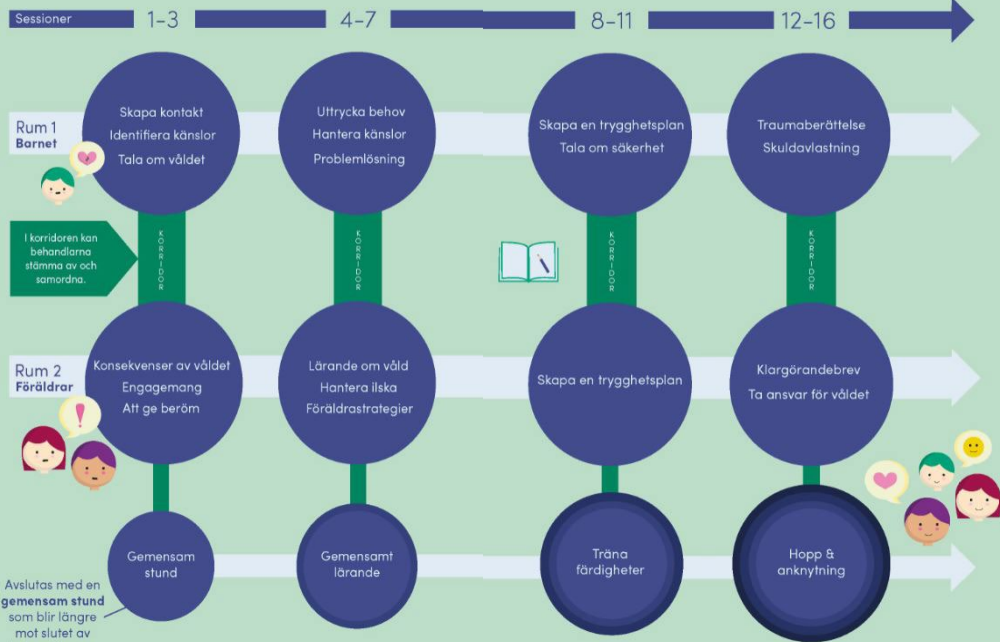 Sessioner
1–3
4–7
8–11
12–16
Rum 1
Barnet
Skapa kontakt
Identifiera känslor
Tala om våldet
Uttrycka behov
Hantera känslor
Problemlösning
Skapa en trygghetsplan
Tala om säkerhet
Traumaberättelse
Skuldavlastning
I korridoren kan
behandlarna
stämma av och
samordna.
KORRIDOR
KORRIDOR
KORRIDOR
KORRIDOR
Rum 2
Föräldrar
Konsekvenser av våldet
Engagemang
Att ge beröm
Lärande om våld
Hantera ilska
Föräldrastrategier
Skapa en trygghetsplan
Klargörandebrev
Ta ansvar för våldet
Gemensam
stund
Gemensamt
lärande
Träna
färdigheter
Hopp &
anknytning
Avslutas med en
gemensam stund
som blir längre
mot slutet av